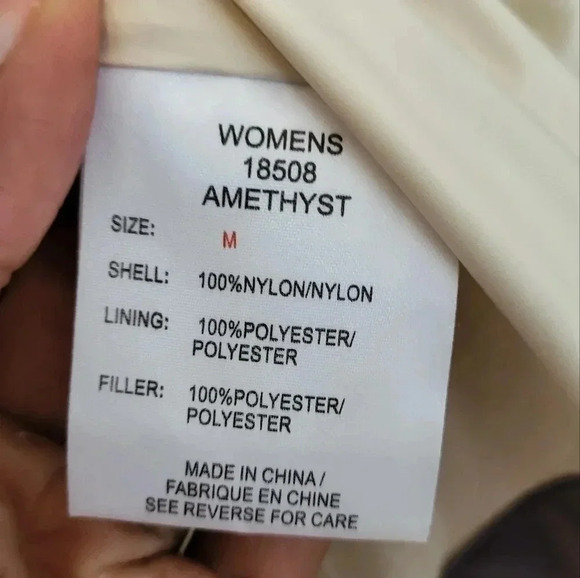 WOMENS
18508
AMETHYST
SIZE: M
SHELL: 100%NYLON/NYLON
LINING: 100%POLYESTER/
POLYESTER
FILLER: 100%POLYESTER/
POLYESTER
MADE IN CHINA /
FABRIQUE EN CHINE
SEE REVERSE FOR CARE